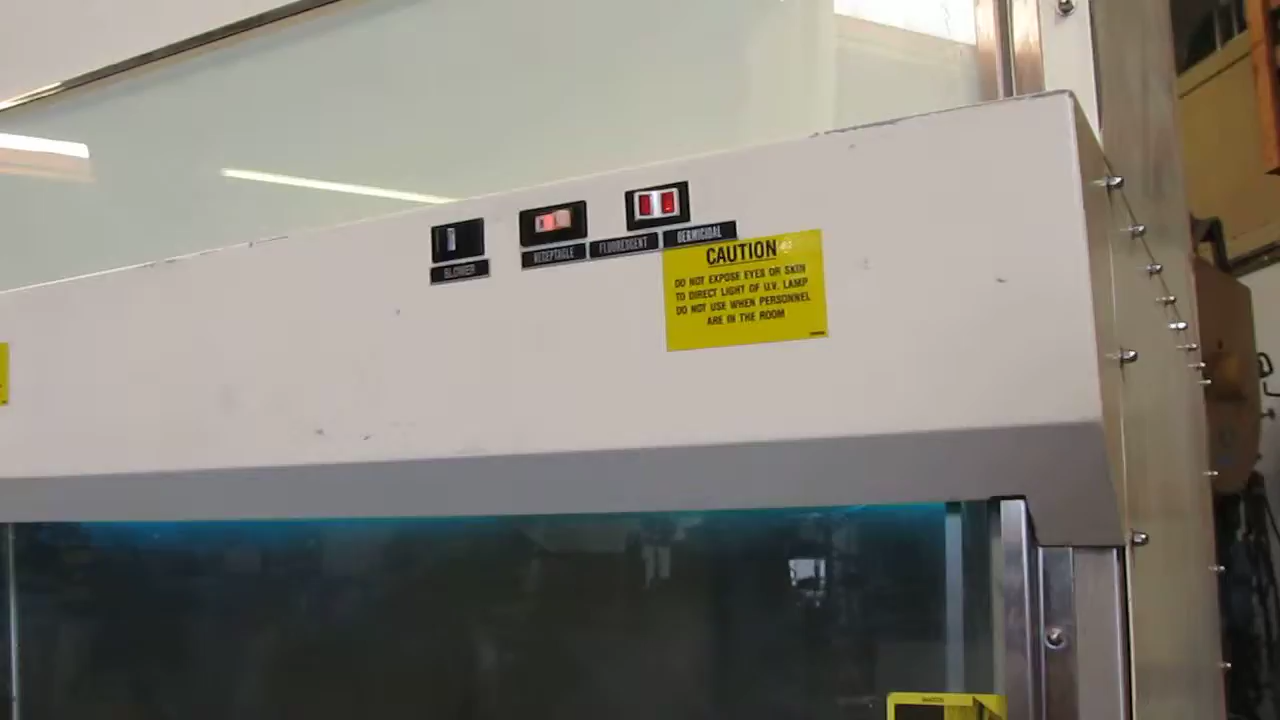 BLOWER
RECEPTACLE
FLUORESCENT
GERMICIDAL
CAUTION
DO NOT EXPOSE EYES OR SKIN
TO DIRECT LIGHT OF U.V. LAMP
DO NOT USE WHEN PERSONNEL
ARE IN THE ROOM